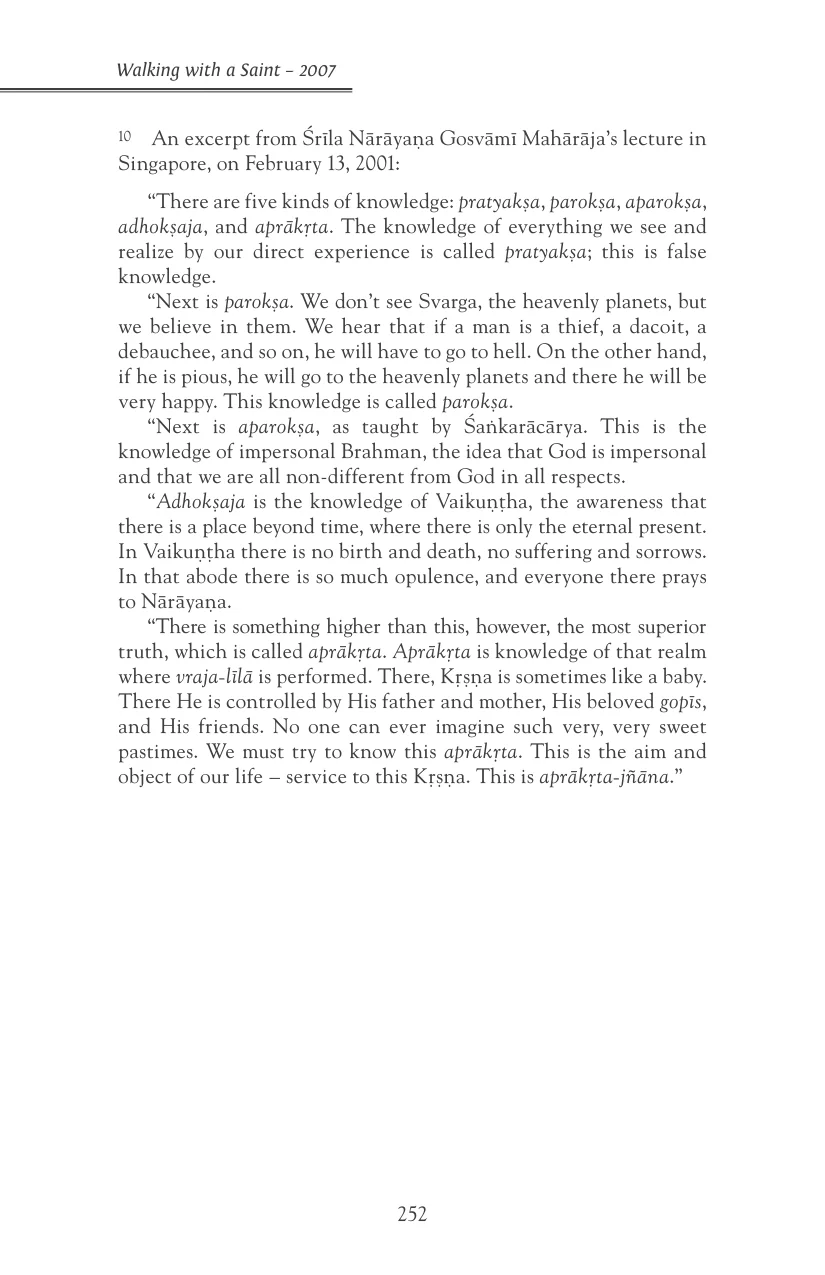 Walking with a Saint – 2007
10 An excerpt from Śrīla Nārāyaṇa Gosvāmī Mahārāja’s lecture in
Singapore, on February 13, 2001:
“There are five kinds of knowledge: pratyakṣa, parokṣa, aparokṣa,
adhokṣaja, and aprākṛta. The knowledge of everything we see and
realize by our direct experience is called pratyakṣa; this is false
knowledge.
“Next is parokṣa. We don’t see Svarga, the heavenly planets, but
we believe in them. We hear that if a man is a thief, a dacoit, a
debauchee, and so on, he will have to go to hell. On the other hand,
if he is pious, he will go to the heavenly planets and there he will be
very happy. This knowledge is called parokṣa.
“Next is aparokṣa, as taught by Śaṅkarācārya. This is the
knowledge of impersonal Brahman, the idea that God is impersonal
and that we are all non-different from God in all respects.
“Adhokṣaja is the knowledge of Vaikuṇṭha, the awareness that
there is a place beyond time, where there is only the eternal present.
In Vaikuṇṭha there is no birth and death, no suffering and sorrows.
In that abode there is so much opulence, and everyone there prays
to Nārāyaṇa.
“There is something higher than this, however, the most superior
truth, which is called aprākṛta. Aprākṛta is knowledge of that realm
where vraja-līlā is performed. There, Kṛṣṇa is sometimes like a baby.
There He is controlled by His father and mother, His beloved gopīs,
and His friends. No one can ever imagine such very, very sweet
pastimes. We must try to know this aprākṛta. This is the aim and
object of our life – service to this Kṛṣṇa. This is aprākṛta-jñāna.”
252